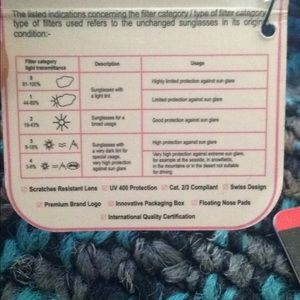 The listed indications concerning the filter category / type of filter category
type of filters used refers to the unchanged sunglasses in its origin
condition:-
Filter category
light transmittance
Description
Usage
0
81-100%
Sunglasses with
a light tint
Highly limited protection against sun glare
1
44-80%
Limited protection against sun glare
2
19-43%
Sunglasses for a
broad usage
Good protection against sun glare
3
9-18%
Sunglasses with
a very dark tint for
special usage, very
high protection
against sun glare
High protection against sun glare
4
3-8%
Very high protection against extreme sun glare,
for example at the seaside, in snowfields,
in the mountains or in the desert not suitable
for driving
Scratches Resistant Lens
UV 400 Protection
Cat. 2/3 Compliant
Swiss Design
Premium Brand Logo
Innovative Packaging Box
Floating Nose Pads
International Quality Certification